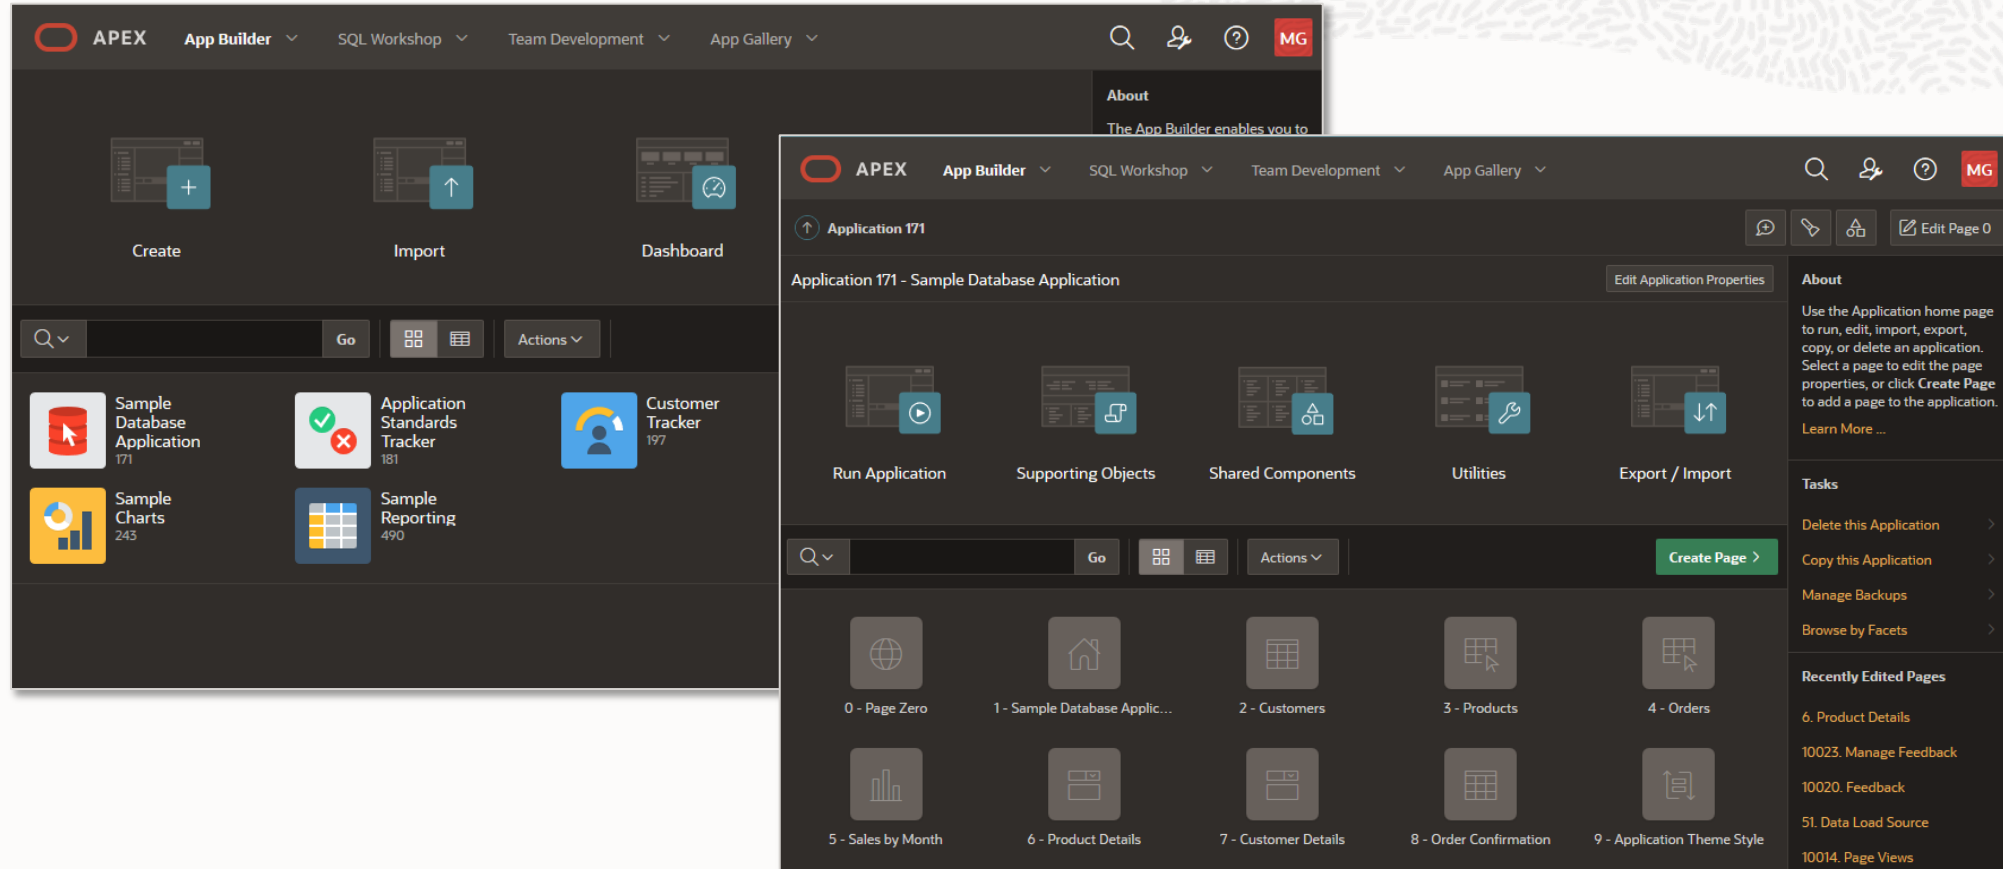 APEX App Builder SQL Workshop Team Development App Gallery MG
About
The App Builder enables you to
Create Import Dashboard
Go Actions
Sample
Database
Application
171
Application
Standards
Tracker
181
Customer
Tracker
197
Sample
Charts
243
Sample
Reporting
490
APEX App Builder SQL Workshop Team Development App Gallery MG
Application 171 Edit Page 0
Application 171 - Sample Database Application Edit Application Properties
Run Application Supporting Objects Shared Components Utilities Export / Import
Go Actions Create Page
0 - Page Zero 1 - Sample Database Applic... 2 - Customers 3 - Products 4 - Orders
5 - Sales by Month 6 - Product Details 7 - Customer Details 8 - Order Confirmation 9 - Application Theme Style
About
Use the Application home page
to run, edit, import, export,
copy, or delete an application.
Select a page to edit the page
properties, or click Create Page
to add a page to the application.
Learn More ...
Tasks
Delete this Application
Copy this Application
Manage Backups
Browse by Facets
Recently Edited Pages
6. Product Details
10023. Manage Feedback
10020. Feedback
51. Data Load Source
10014. Page Views